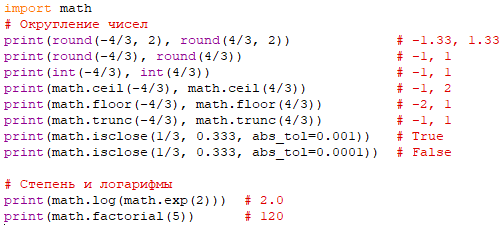 import math
# Округление чисел
print(round(-4/3, 2), round(4/3, 2)) # -1.33, 1.33
print(round(-4/3), round(4/3)) # -1, 1
print(int(-4/3), int(4/3)) # -1, 1
print(math.ceil(-4/3), math.ceil(4/3)) # -1, 2
print(math.floor(-4/3), math.floor(4/3)) # -2, 1
print(math.trunc(-4/3), math.trunc(4/3)) # -1, 1
print(math.isclose(1/3, 0.333, abs_tol=0.001)) # True
print(math.isclose(1/3, 0.333, abs_tol=0.0001)) # False
# Степень и логарифмы
print(math.log(math.exp(2))) # 2.0
print(math.factorial(5)) # 120